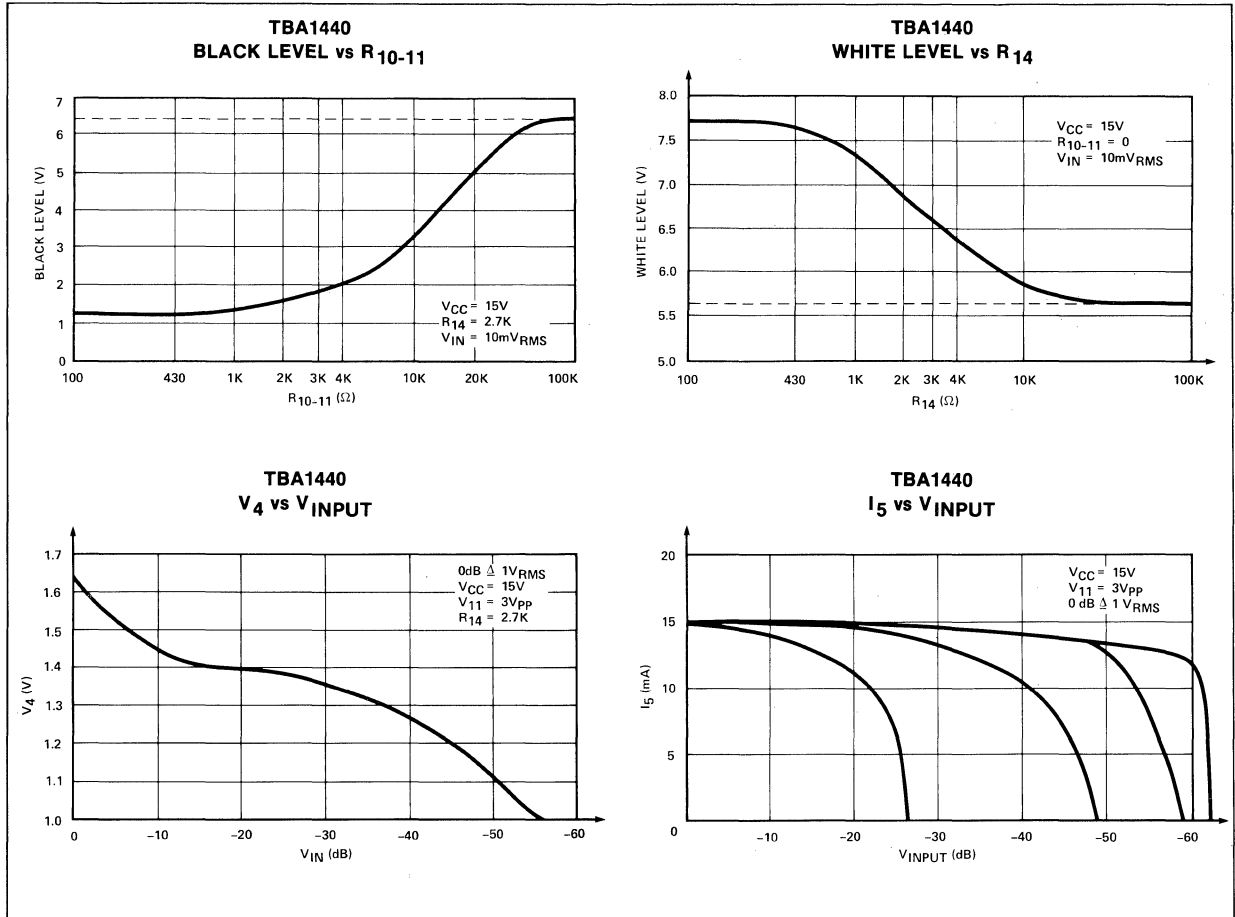 TBA1440
BLACK LEVEL vs R10-11
7
6
5
4
3
2
1
0
BLACK LEVEL (V)
VCC = 15V
R14 = 2.7K
VIN = 10mVRMS
100 430 1K 2K 3K 4K 10K 20K 100K
R10-11 (Ω)
TBA1440
WHITE LEVEL vs R14
8.0
7.5
7.0
6.5
6.0
5.5
5.0
WHITE LEVEL (V)
VCC = 15V
R10-11 = 0
VIN = 10mVRMS
100 430 1K 2K 3K 4K 10K 100K
R14 (Ω)
TBA1440
V4 vs VINPUT
1.7
1.6
1.5
1.4
1.3
1.2
1.1
1.0
V4 (V)
0dB Δ 1VRMS
VCC = 15V
V11 = 3VPP
R14 = 2.7K
0 −10 −20 −30 −40 −50 −60
VIN (dB)
TBA1440
I5 vs VINPUT
20
15
10
5
0
I5 (mA)
VCC = 15V
V11 = 3VPP
0 dB Δ 1 VRMS
−10 −20 −30 −40 −50 −60
VINPUT (dB)